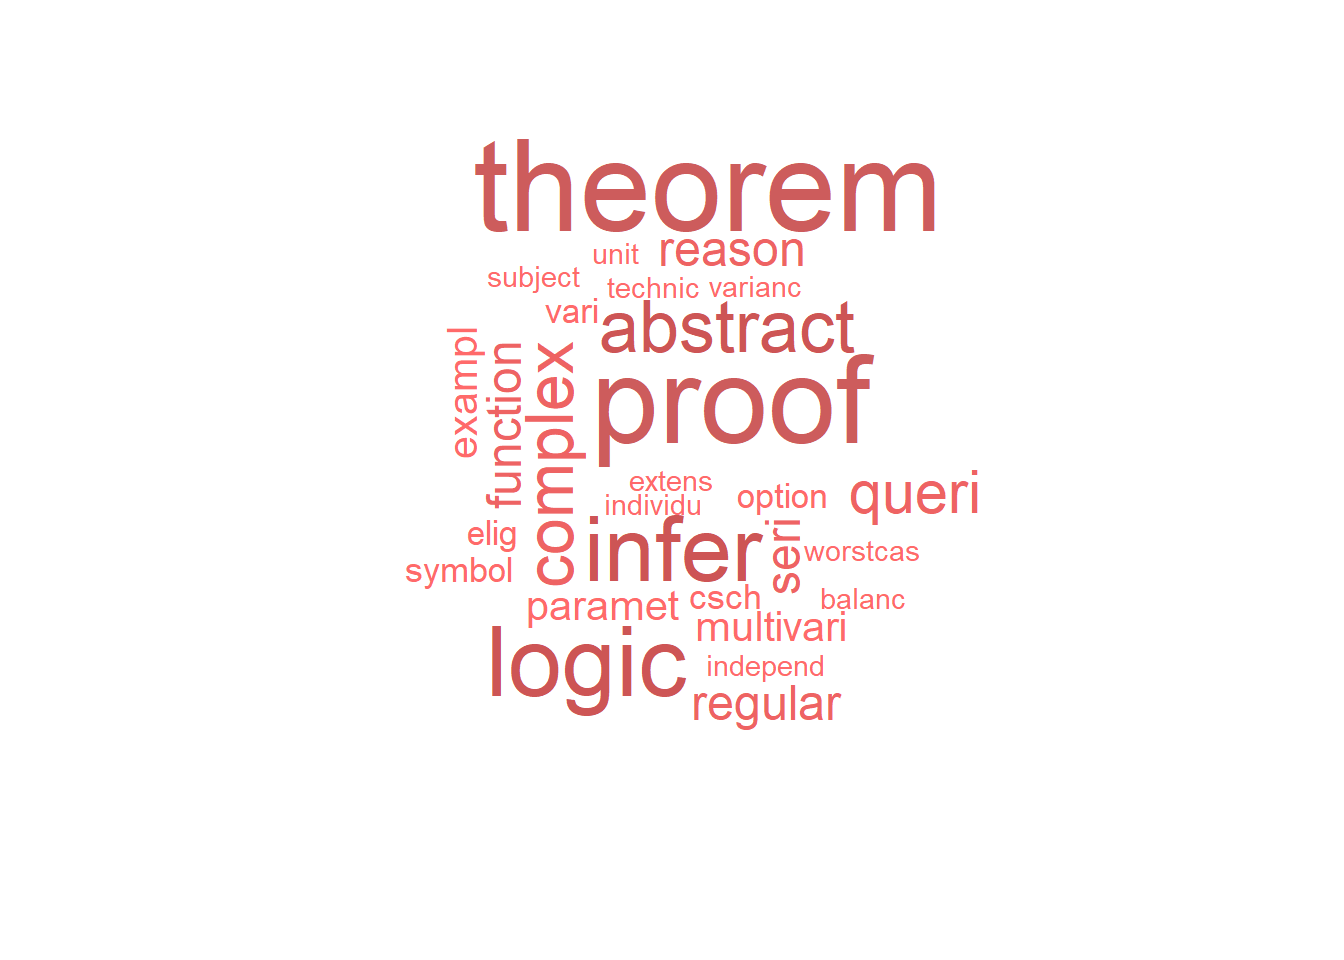 theorem
unit
reason
subject
technic
varianc
vari
abstract
exampl
function
complex
proof
extens
individu
option
queri
elig
infer
seri
worstcas
symbol
paramet
csch
balanc
multivari
logic
independ
regular